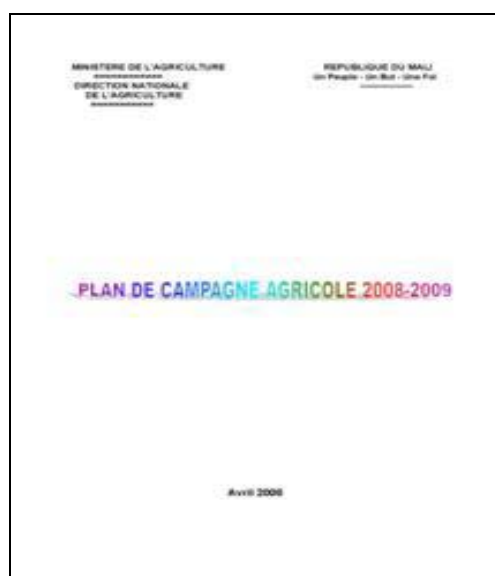 MINISTERE DE L'AGRICULTURE
************
DIRECTION NATIONALE
DE L'AGRICULTURE
************
REPUBLIQUE DU MALI
Un Peuple - Un But - Une Foi
PLAN DE CAMPAGNE AGRICOLE 2008-2009
Avril 2008